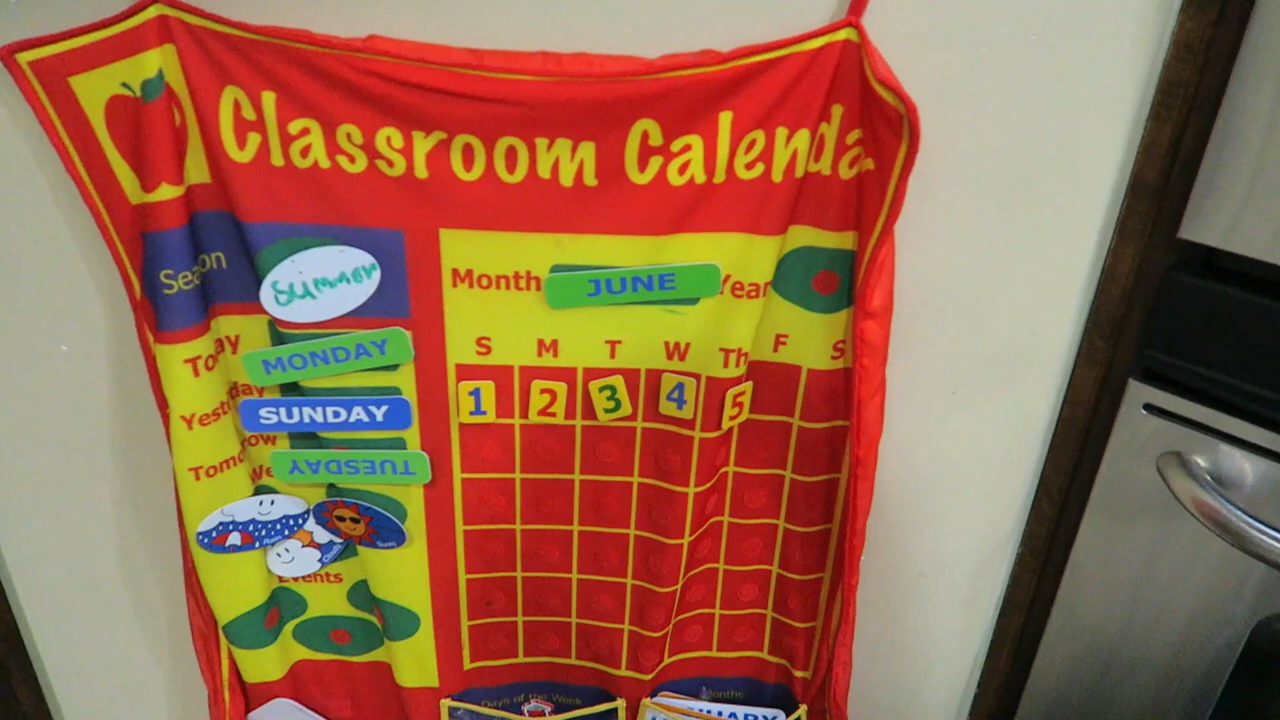 Classroom Calenda
Season
Summer
Month JUNE Year
Today MONDAY
S M T W Th F S
Yesterday SUNDAY
1 2 3 4 5
TUESDAY
We
Events
Days of the Week
Months